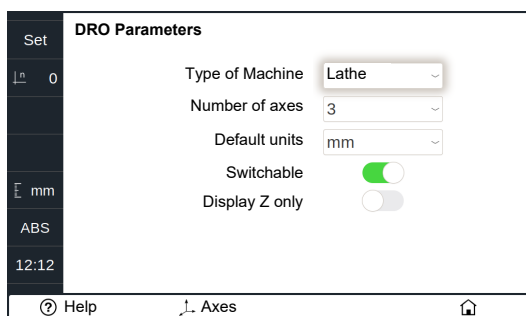 Set
n 0
mm
ABS
12:12
DRO Parameters
Type of Machine Lathe
Number of axes 3
Default units mm
Switchable
Display Z only
? Help
Axes